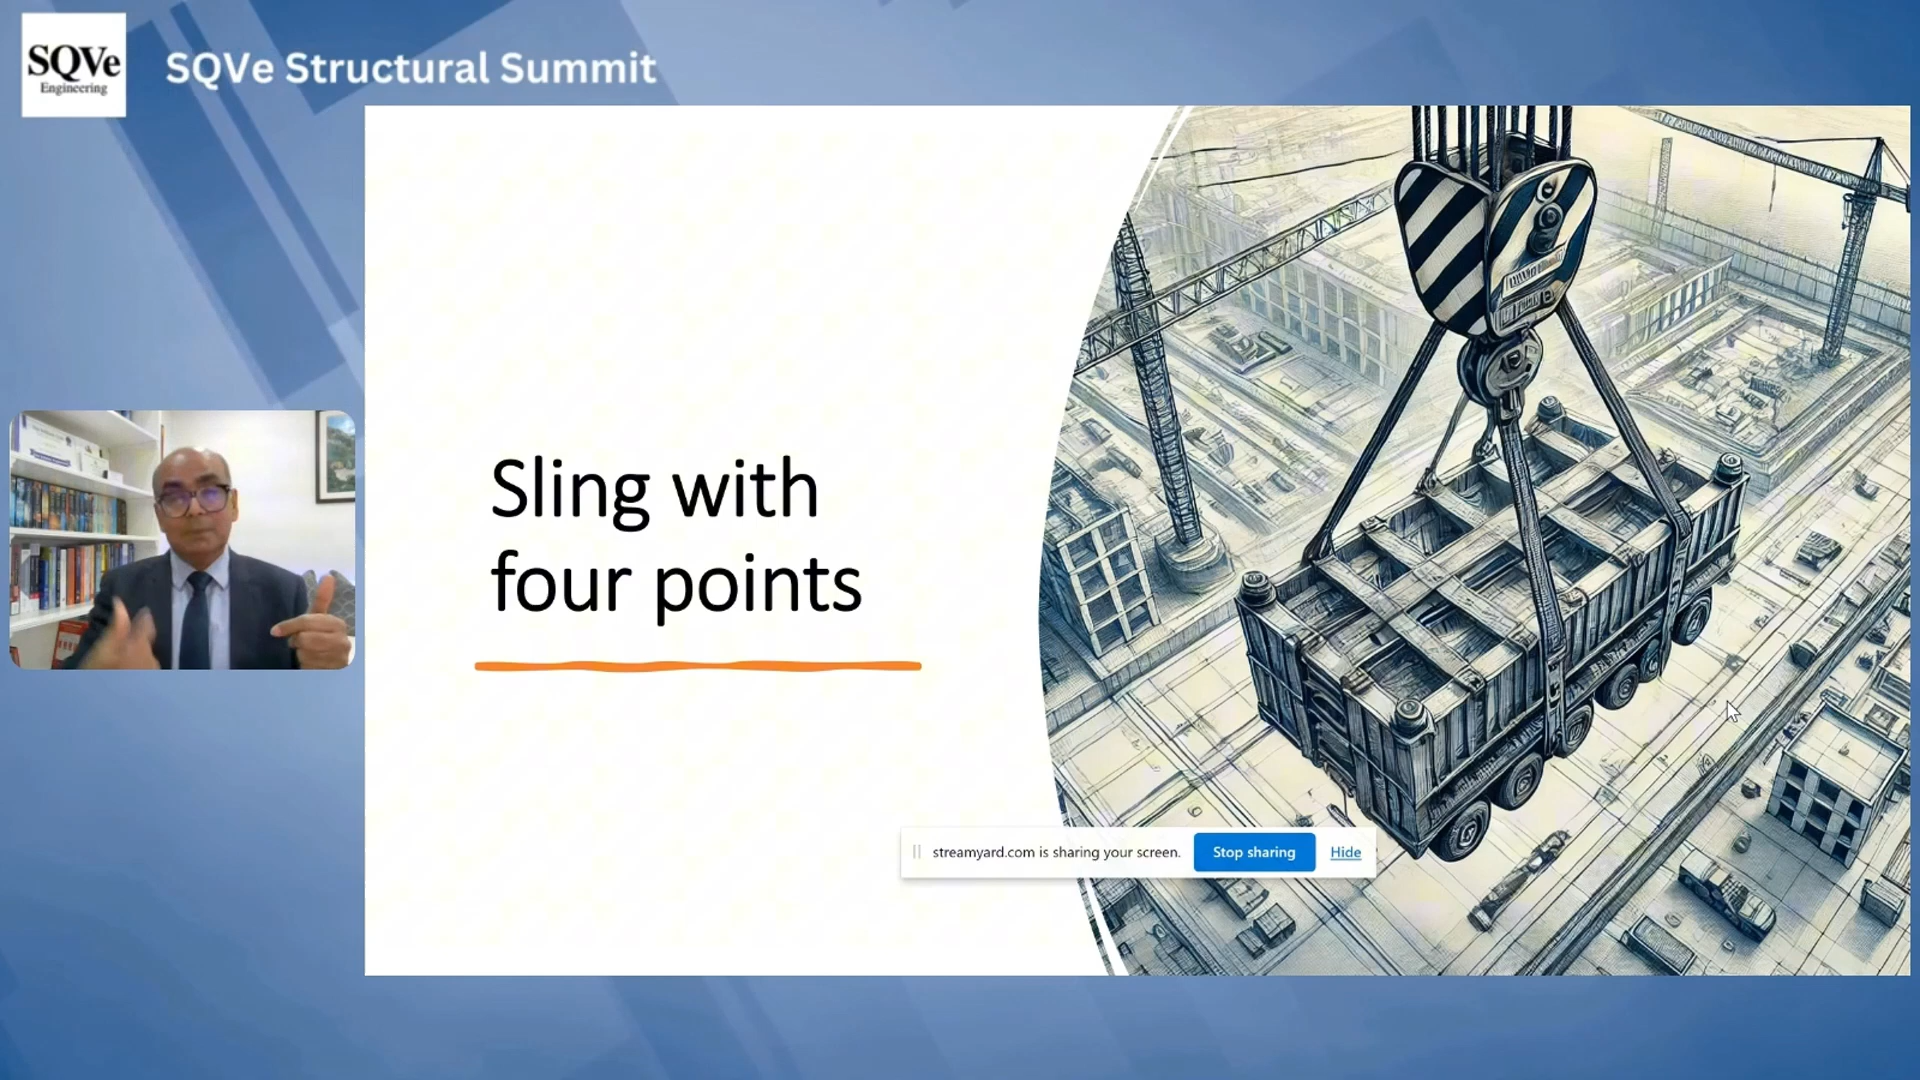 SQVe
Engineering
SQVe Structural Summit
Sling with
four points
streamyard.com is sharing your screen.
Stop sharing
Hide